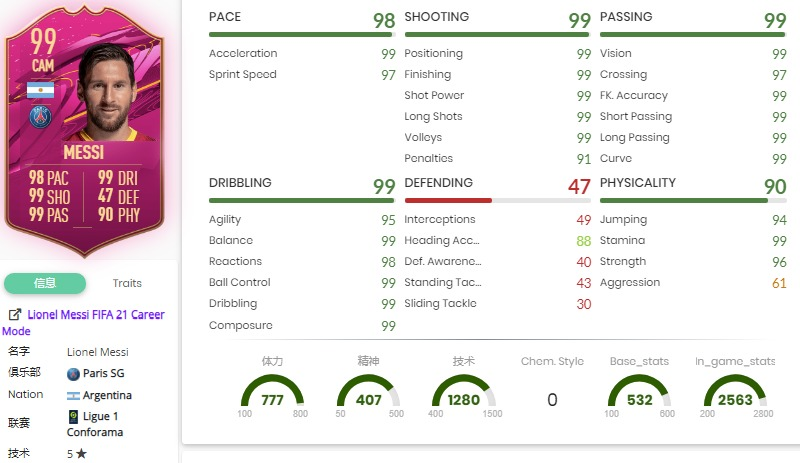 99
CAM
PARIS
MESSI
98 PAC 99 DRI
99 SHO 47 DEF
99 PAS 90 PHY
信息 Traits
Lionel Messi FIFA 21 Career
Mode
名字 Lionel Messi
俱乐部 Paris SG
Nation Argentina
联赛 Ligue 1
Conforama
技术 5 ★
PACE 98
Acceleration 99
Sprint Speed 97
SHOOTING 99
Positioning 99
Finishing 99
Shot Power 99
Long Shots 99
Volleys 99
Penalties 91
PASSING 99
Vision 99
Crossing 97
FK. Accuracy 99
Short Passing 99
Long Passing 99
Curve 99
DRIBBLING 99
Agility 95
Balance 99
Reactions 98
Ball Control 99
Dribbling 99
Composure 99
DEFENDING 47
Interceptions 49
Heading Acc... 88
Def. Awarene... 40
Standing Tac... 43
Sliding Tackle 30
PHYSICALITY 90
Jumping 94
Stamina 99
Strength 96
Aggression 61
体力 精神 技术 Chem. Style Base_stats In_game_stats
777 407 1280 0 532 2563
100 800 50 500 400 1500 100 600 200 2800